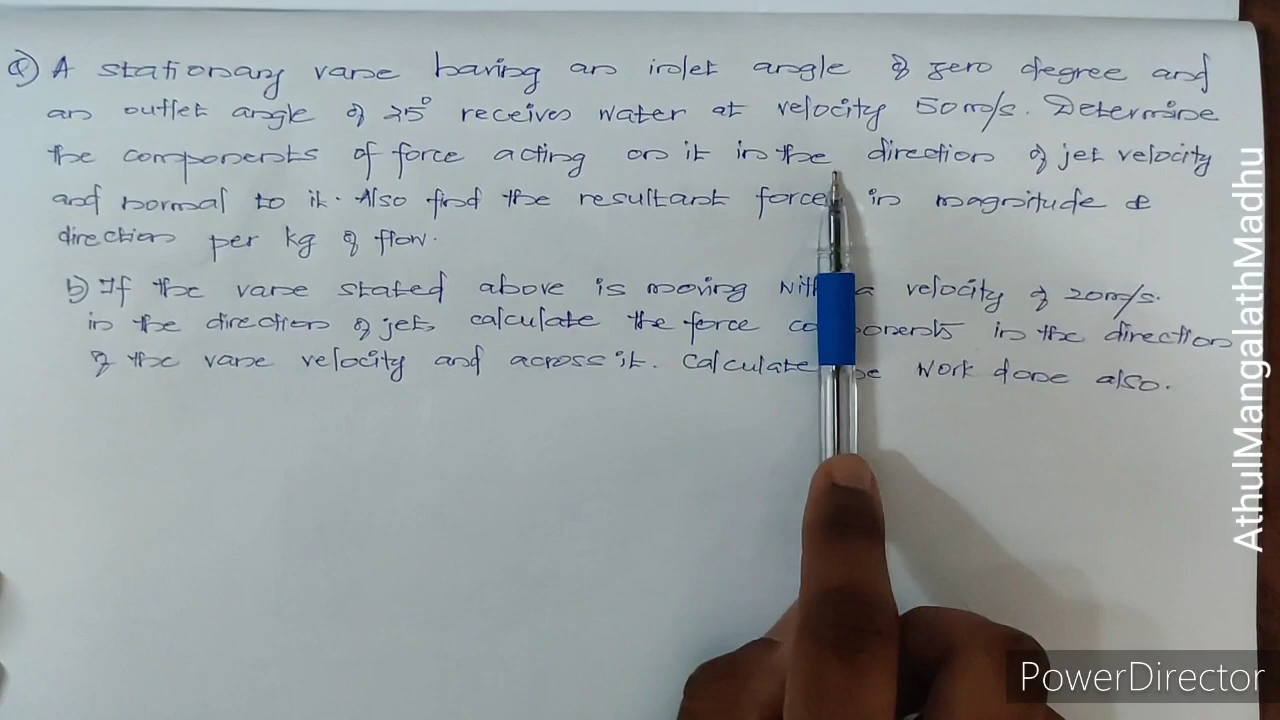 Q) A stationary vane having an inlet angle of zero degree and
an outlet angle of 25° receives water at velocity 50m/s. Determine
the components of force acting on it in the direction of jet velocity
and normal to it. Also find the resultant force in magnitude &
direction per kg of flow.
b) If the vane stated above is moving with a velocity of 20m/s.
in the direction of jet, calculate the force components in the direction
of the vane velocity and across it. Calculate the work done also.
AthulMangalathMadhu
PowerDirector